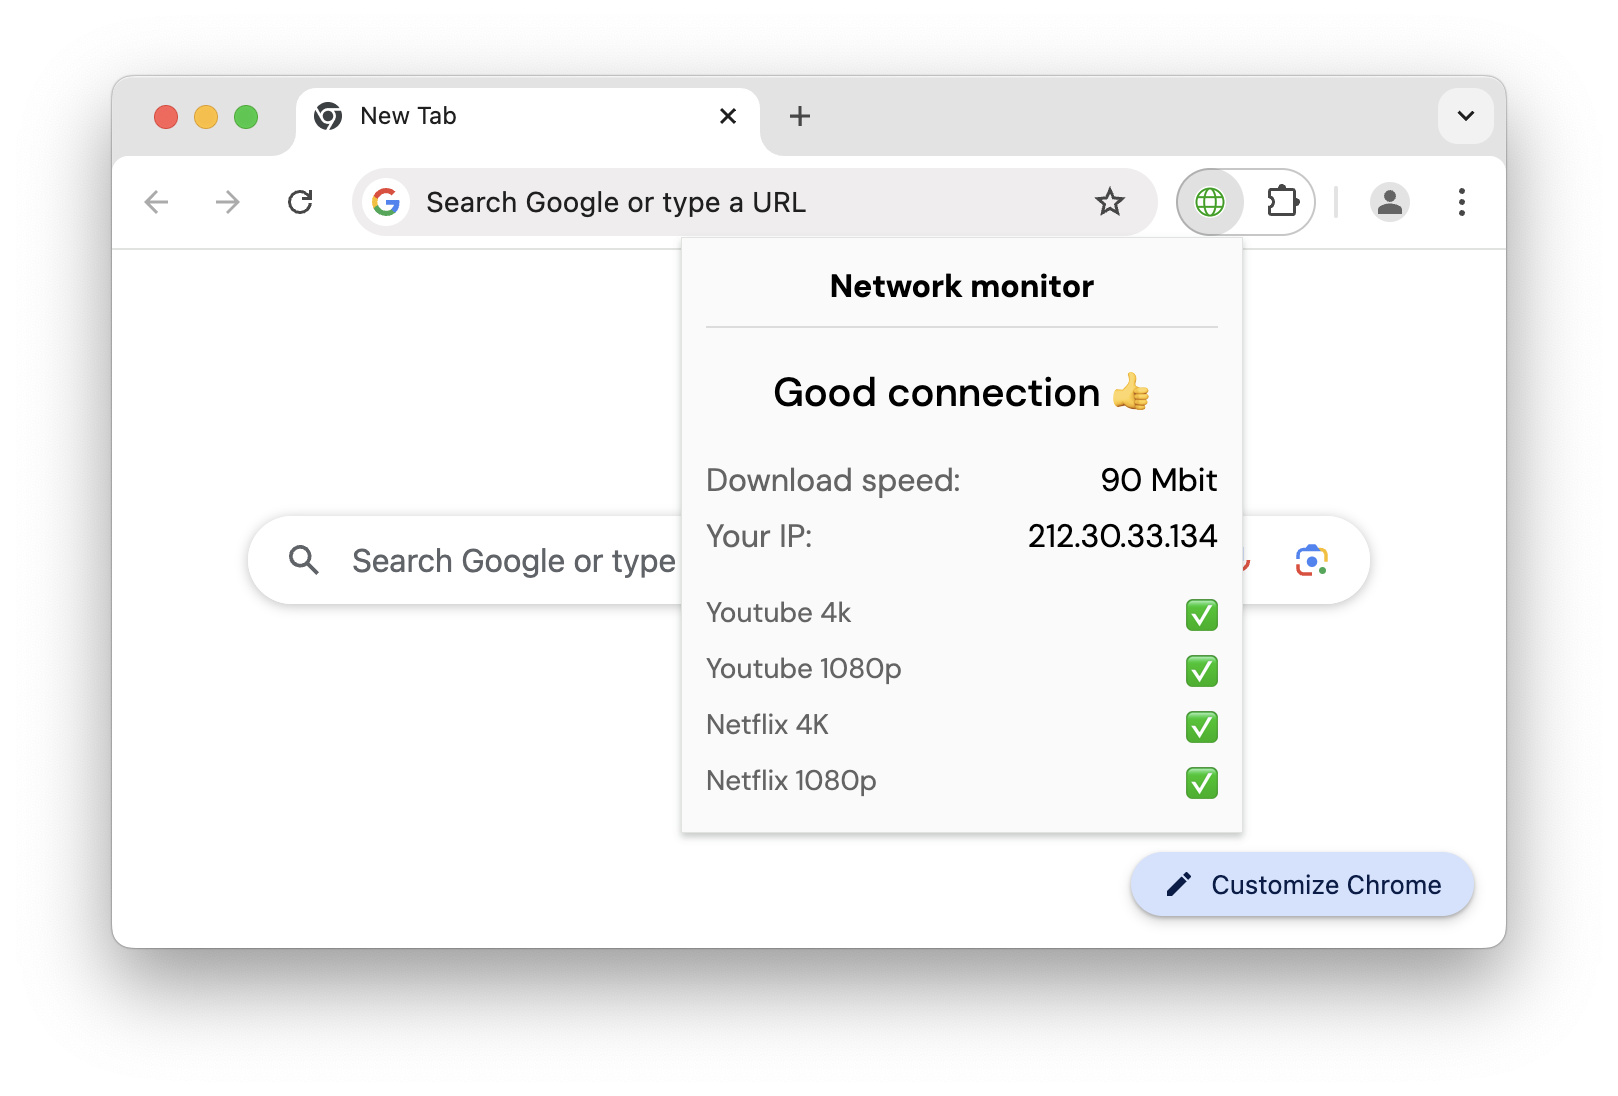 New Tab
Search Google or type a URL
Network monitor
Good connection 👍
Download speed: 90 Mbit
Your IP: 212.30.33.134
Search Google or type
Youtube 4k ✅
Youtube 1080p ✅
Netflix 4K ✅
Netflix 1080p ✅
Customize Chrome